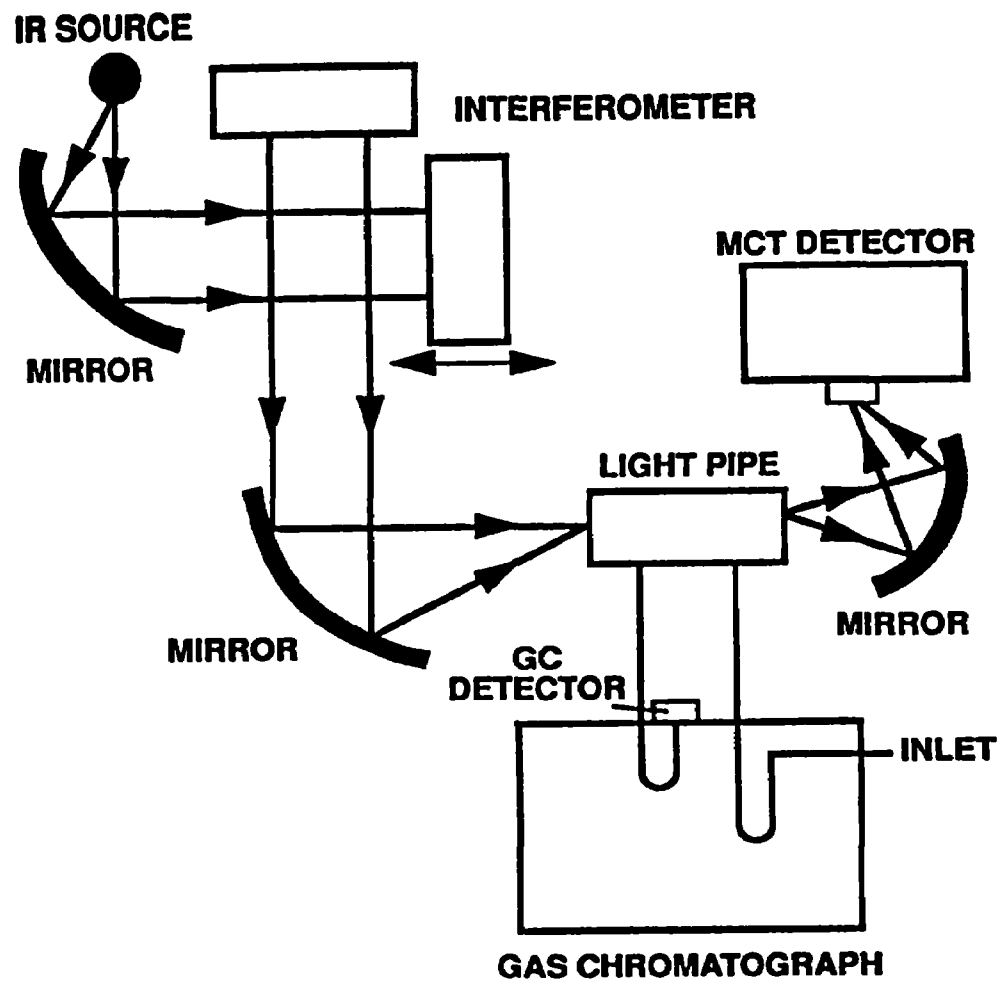 IR SOURCE
INTERFEROMETER
MCT DETECTOR
MIRROR
LIGHT PIPE
MIRROR
MIRROR
GC
DETECTOR
INLET
GAS CHROMATOGRAPH